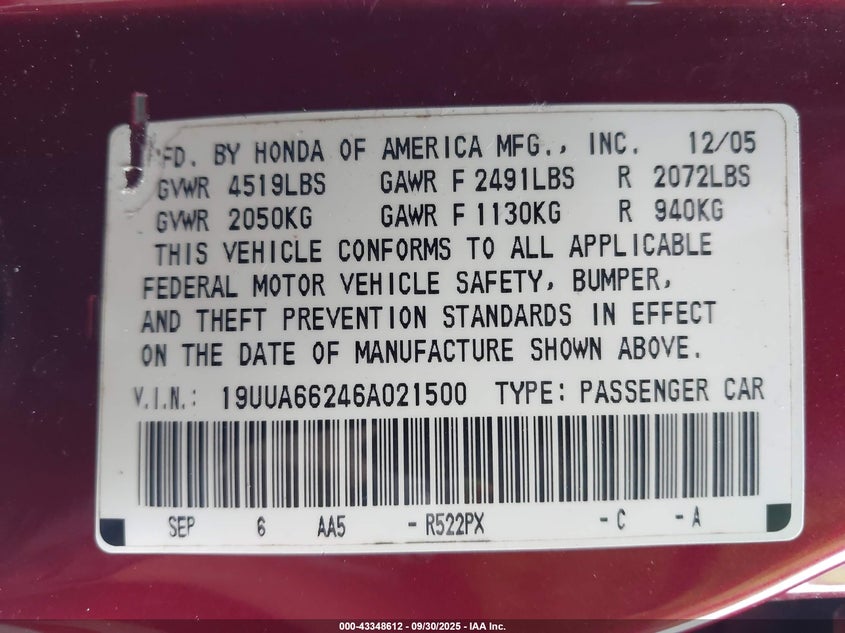 MFD. BY HONDA OF AMERICA MFG., INC. 12/05
GVWR 4519LBS GAWR F 2491LBS R 2072LBS
GVWR 2050KG GAWR F 1130KG R 940KG
THIS VEHICLE CONFORMS TO ALL APPLICABLE
FEDERAL MOTOR VEHICLE SAFETY, BUMPER,
AND THEFT PREVENTION STANDARDS IN EFFECT
ON THE DATE OF MANUFACTURE SHOWN ABOVE.
V.I.N.: 19UUA66246A021500 TYPE: PASSENGER CAR
SEP 6 AA5 - R522PX - C - A
000-43348612 - 09/30/2025 - IAA Inc.